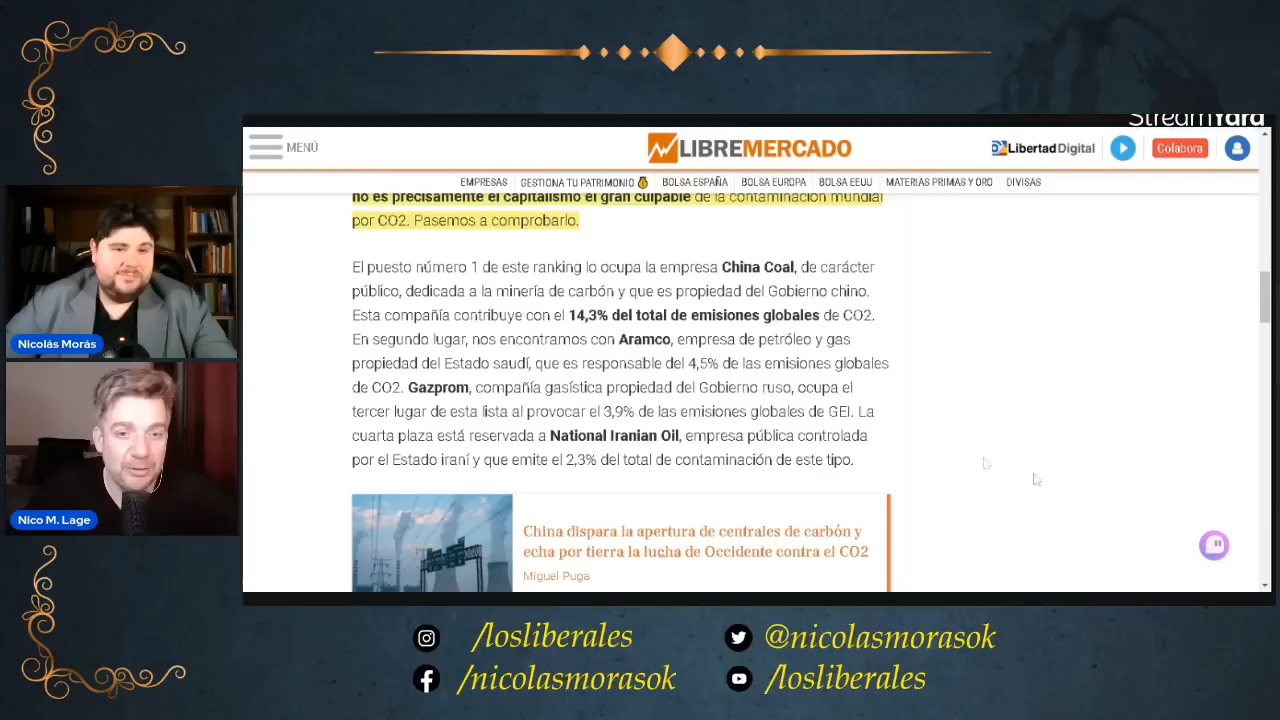 StreamYard
MENÚ
LIBREMERCADO
LibertadDigital
Colabora
EMPRESAS GESTIONA TU PATRIMONIO BOLSA ESPAÑA BOLSA EUROPA BOLSA EEUU MATERIAS PRIMAS Y ORO DIVISAS
no es precisamente el capitalismo el gran culpable de la contaminación mundial
por CO2. Pasemos a comprobarlo.
El puesto número 1 de este ranking lo ocupa la empresa China Coal, de carácter
público, dedicada a la minería de carbón y que es propiedad del Gobierno chino.
Esta compañía contribuye con el 14,3% del total de emisiones globales de CO2.
En segundo lugar, nos encontramos con Aramco, empresa de petróleo y gas
propiedad del Estado saudí, que es responsable del 4,5% de las emisiones globales
de CO2. Gazprom, compañía gasística propiedad del Gobierno ruso, ocupa el
tercer lugar de esta lista al provocar el 3,9% de las emisiones globales de GEI. La
cuarta plaza está reservada a National Iranian Oil, empresa pública controlada
por el Estado iraní y que emite el 2,3% del total de contaminación de este tipo.
China dispara la apertura de centrales de carbón y
echa por tierra la lucha de Occidente contra el CO2
Miguel Puga
Nicolás Morás
Nico M. Lage
/losliberales
@nicolasmorasok
/nicolasmorasok
/losliberales